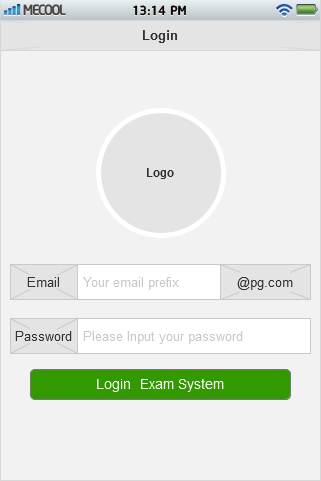 MECOOL 13:14 PM
Login
Logo
Email Your email prefix @pg.com
Password Please Input your password
Login Exam System